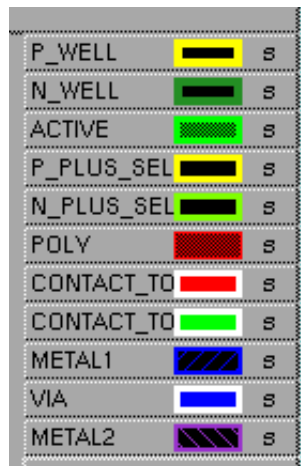 P_WELL s
N_WELL s
ACTIVE s
P_PLUS_SEL s
N_PLUS_SEL s
POLY s
CONTACT_TO s
CONTACT_TO s
METAL1 s
VIA s
METAL2 s